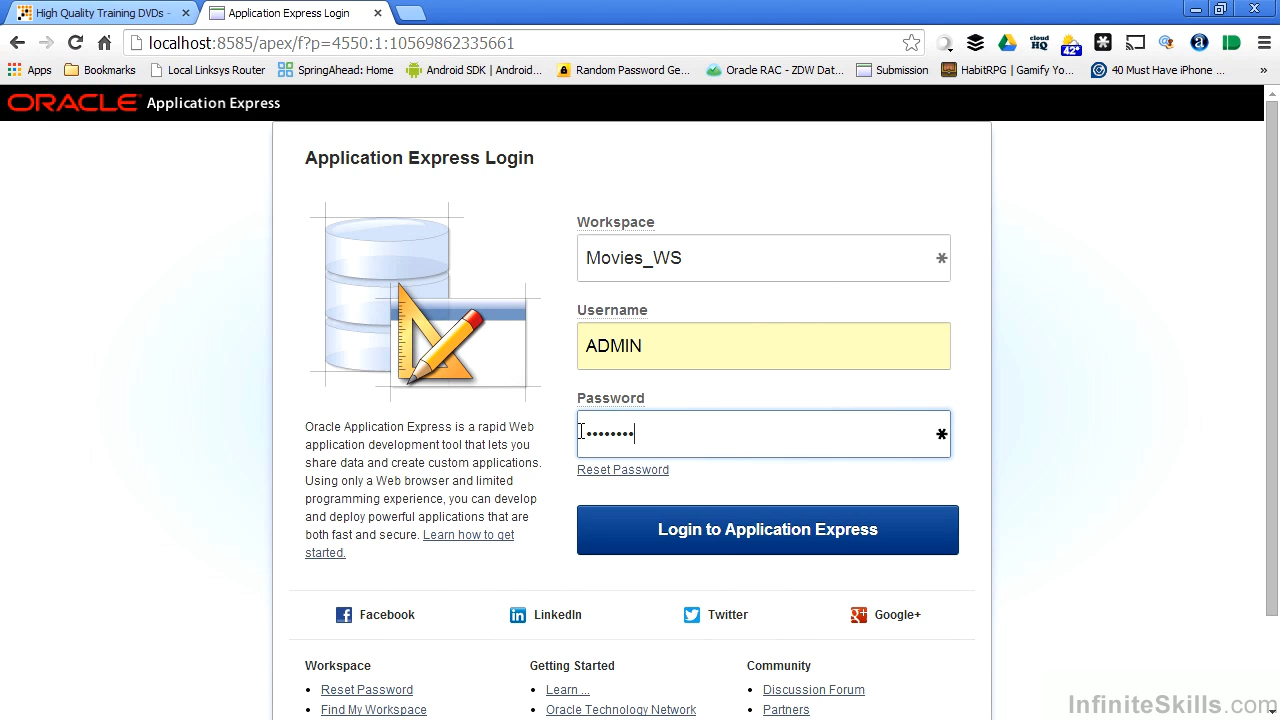 High Quality Training DVDs -
Application Express Login
localhost:8585/apex/f?p=4550:1:10569862335661
42°
cloud HQ
Apps Bookmarks Local Linksys Router SpringAhead: Home Android SDK | Android... Random Password Ge... Oracle RAC - ZDW Dat... Submission HabitRPG | Gamify Yo... 40 Must Have iPhone ... »
ORACLE Application Express
Application Express Login
Workspace
Movies_WS
Username
ADMIN
Password
••••••••
Reset Password
Login to Application Express
Oracle Application Express is a rapid Web
application development tool that lets you
share data and create custom applications.
Using only a Web browser and limited
programming experience, you can develop
and deploy powerful applications that are
both fast and secure. Learn how to get
started.
Facebook LinkedIn Twitter Google+
Workspace
• Reset Password
• Find My Workspace
Getting Started
• Learn ...
• Oracle Technology Network
Community
• Discussion Forum
• Partners
InfiniteSkills.com